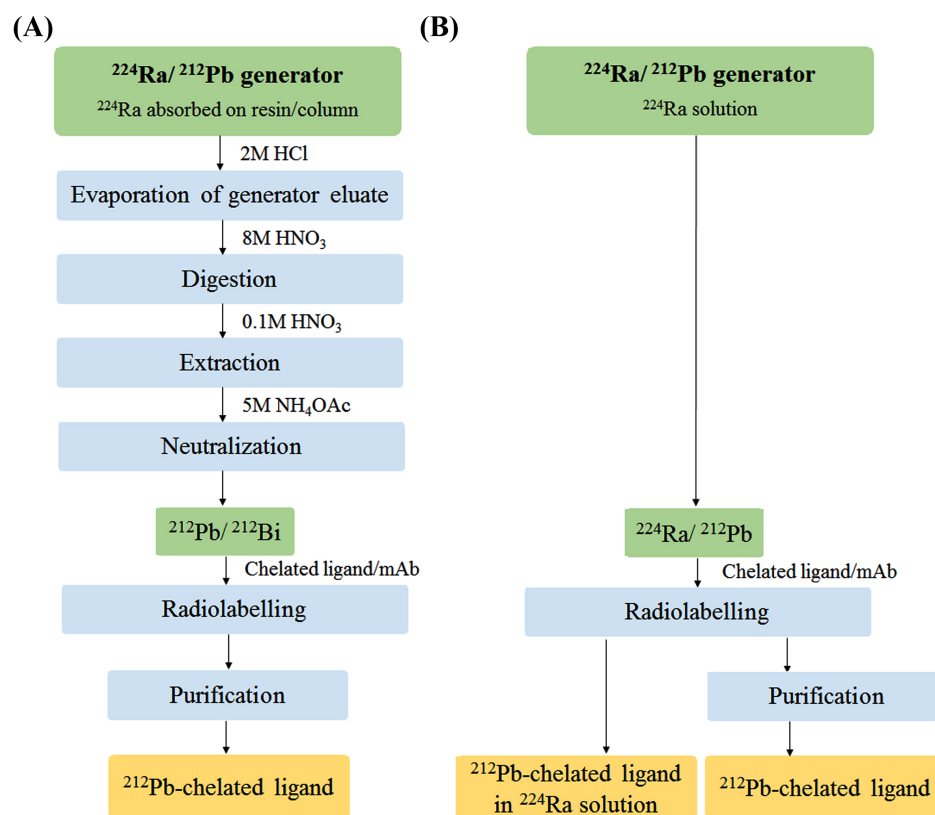 (A)
²²⁴Ra/ ²¹²Pb generator
²²⁴Ra absorbed on resin/column
2M HCl
Evaporation of generator eluate
8M HNO₃
Digestion
0.1M HNO₃
Extraction
5M NH₄OAc
Neutralization
²¹²Pb/ ²¹²Bi
Chelated ligand/mAb
Radiolabelling
Purification
²¹²Pb-chelated ligand
(B)
²²⁴Ra/ ²¹²Pb generator
²²⁴Ra solution
²²⁴Ra/ ²¹²Pb
Chelated ligand/mAb
Radiolabelling
Purification
²¹²Pb-chelated ligand
in ²²⁴Ra solution
²¹²Pb-chelated ligand